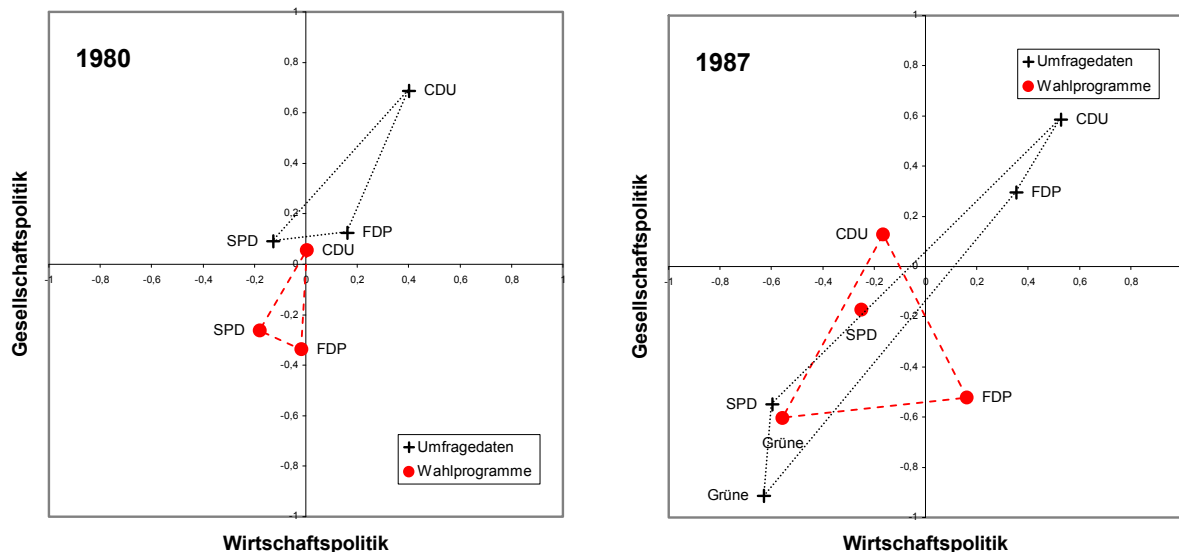 1980
Gesellschaftspolitik
1
0,8
0,6
0,4
0,2
0
-0,2
-0,4
-0,6
-0,8
-1
-1
-0,8
-0,6
-0,4
-0,2
0
0,2
0,4
0,6
0,8
1
CDU
SPD
FDP
CDU
SPD
FDP
Umfragedaten
Wahlprogramme
Wirtschaftspolitik
1987
Gesellschaftspolitik
1
0,8
0,6
0,4
0,2
0
-0,2
-0,4
-0,6
-0,8
-1
-1
-0,8
-0,6
-0,4
-0,2
0
0,2
0,4
0,6
0,8
Umfragedaten
Wahlprogramme
CDU
FDP
CDU
SPD
SPD
FDP
Grüne
Grüne
Wirtschaftspolitik